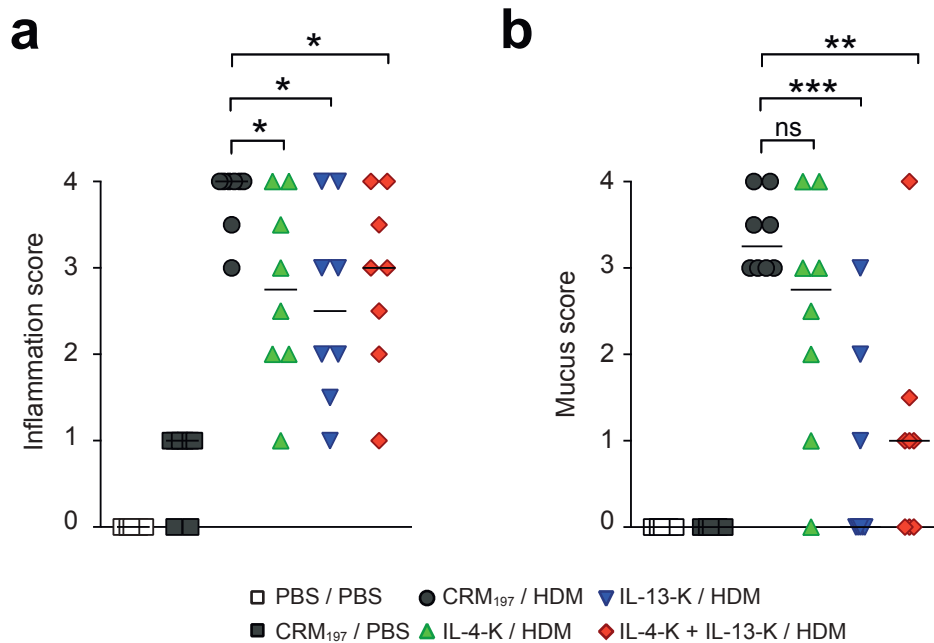 a
b
*
*
*
**
***
ns
Inflammation score
4
3
2
1
0
Mucus score
4
3
2
1
0
PBS / PBS
CRM₁₉₇ / HDM
IL-13-K / HDM
CRM₁₉₇ / PBS
IL-4-K / HDM
IL-4-K + IL-13-K / HDM